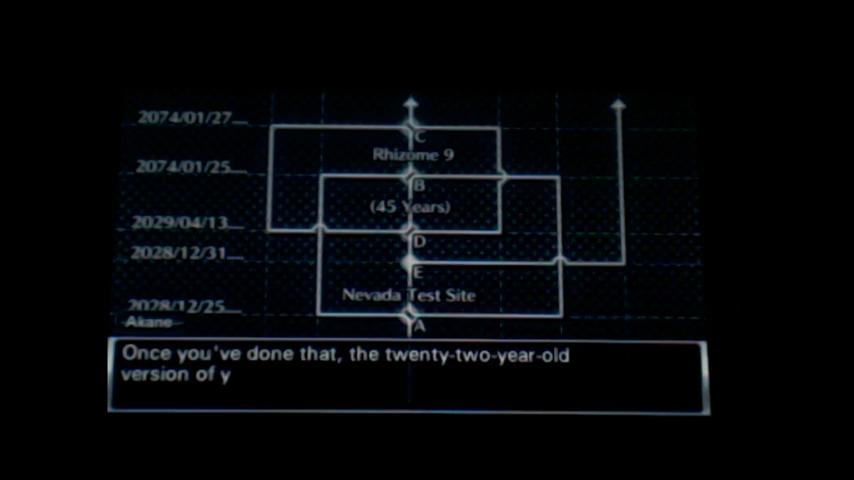 2074/01/27
C
Rhizome 9
2074/01/25
B
(45 Years)
2029/04/13
D
2028/12/31
E
Nevada Test Site
2028/12/25
A
Akane
Once you've done that, the twenty-two-year-old
version of y